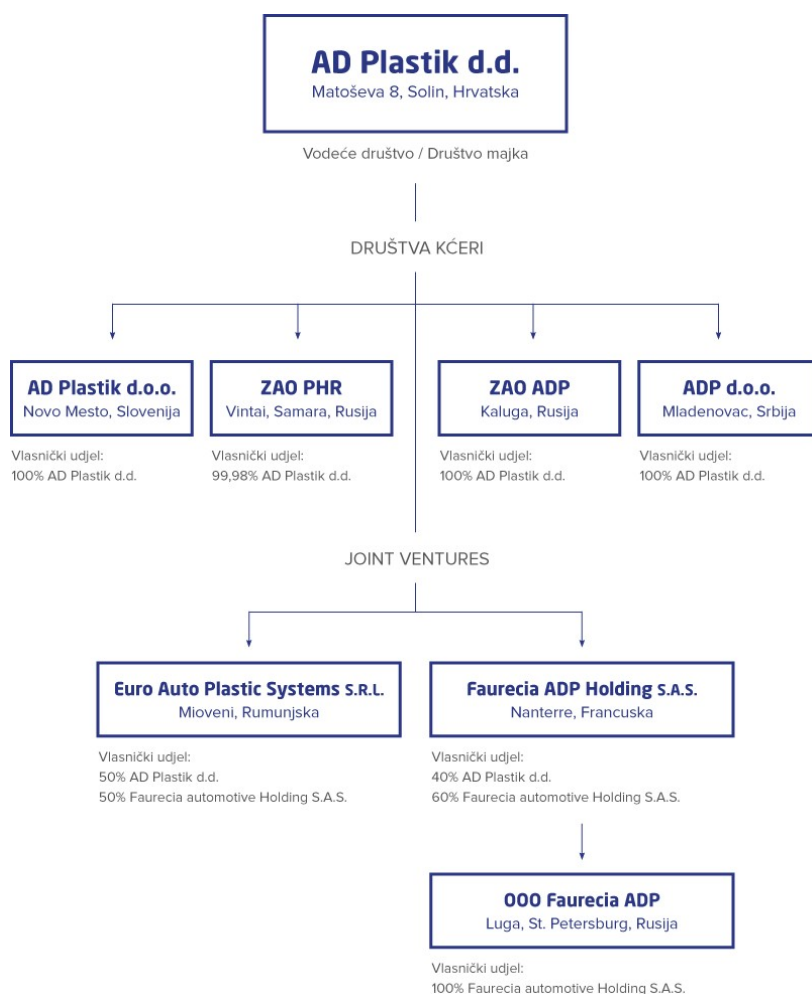 AD Plastik d.d.
Matoševa 8, Solin, Hrvatska
Vodeće društvo / Društvo majka
DRUŠTVA KĆERI
AD Plastik d.o.o.
Novo Mesto, Slovenija
Vlasnički udjel:
100% AD Plastik d.d.
ZAO PHR
Vintai, Samara, Rusija
Vlasnički udjel:
99,98% AD Plastik d.d.
ZAO ADP
Kaluga, Rusija
Vlasnički udjel:
100% AD Plastik d.d.
ADP d.o.o.
Mladenovac, Srbija
Vlasnički udjel:
100% AD Plastik d.d.
JOINT VENTURES
Euro Auto Plastic Systems S.R.L.
Mioveni, Rumunjska
Vlasnički udjel:
50% AD Plastik d.d.
50% Faurecia automotive Holding S.A.S.
Faurecia ADP Holding S.A.S.
Nanterre, Francuska
Vlasnički udjel:
40% AD Plastik d.d.
60% Faurecia automotive Holding S.A.S.
OOO Faurecia ADP
Luga, St. Petersburg, Rusija
Vlasnički udjel:
100% Faurecia automotive Holding S.A.S.